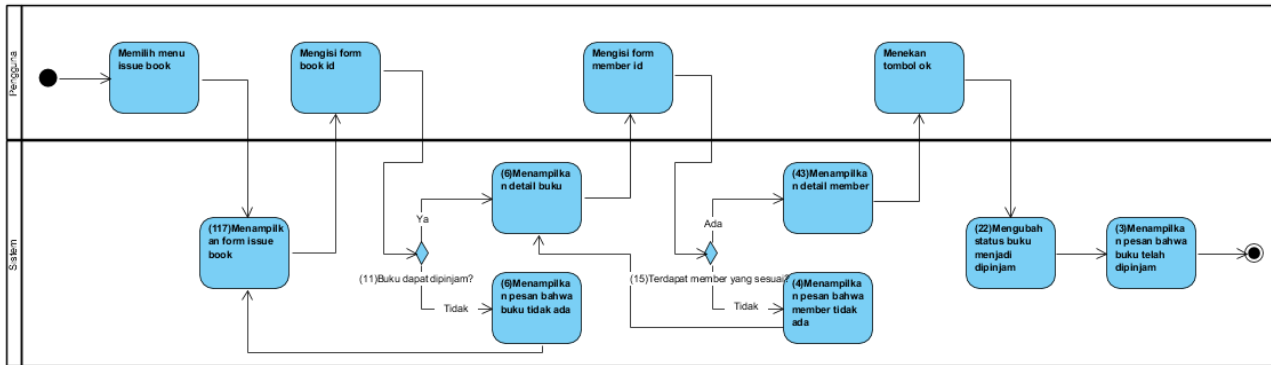 Pengguna
Memilih menu
issue book
Mengisi form
book id
Mengisi form
member id
Menekan
tombol ok
Sistem
(117)Menampil
kan form issue
book
Ya
(11)Buku dapat dipinjam?
Tidak
(6)Menampilka
n detail buku
(6)Menampilka
n pesan bahwa
buku tidak ada
Ada
(15)Terdapat member yang sesuai?
Tidak
(43)Menampilka
n detail member
(4)Menampilka
n pesan bahwa
member tidak
ada
(22)Mengubah
status buku
menjadi
dipinjam
(3)Menampilka
n pesan bahwa
buku telah
dipinjam